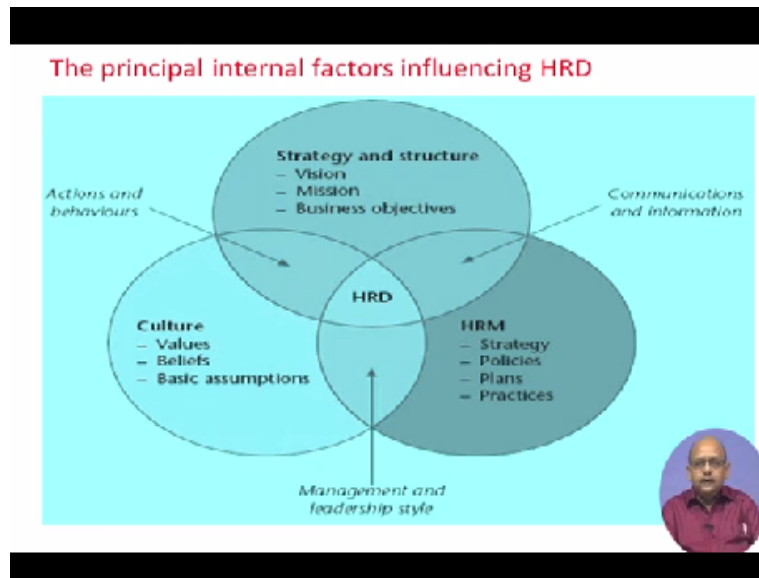 The principal internal factors influencing HRD
Strategy and structure
– Vision
– Mission
– Business objectives
Actions and
behaviours
Communications
and information
HRD
Culture
– Values
– Beliefs
– Basic assumptions
HRM
– Strategy
– Policies
– Plans
– Practices
Management and
leadership style